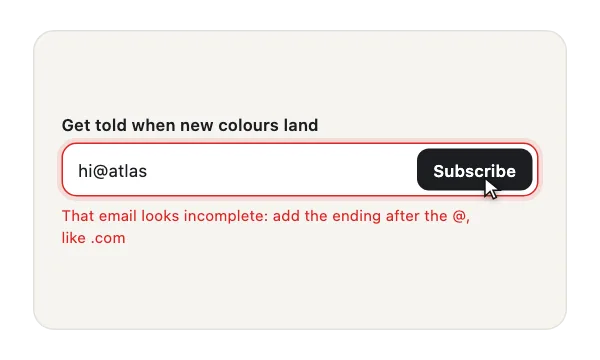 Get told when new colours land
hi@atlas
Subscribe
That email looks incomplete: add the ending after the @,
like .com